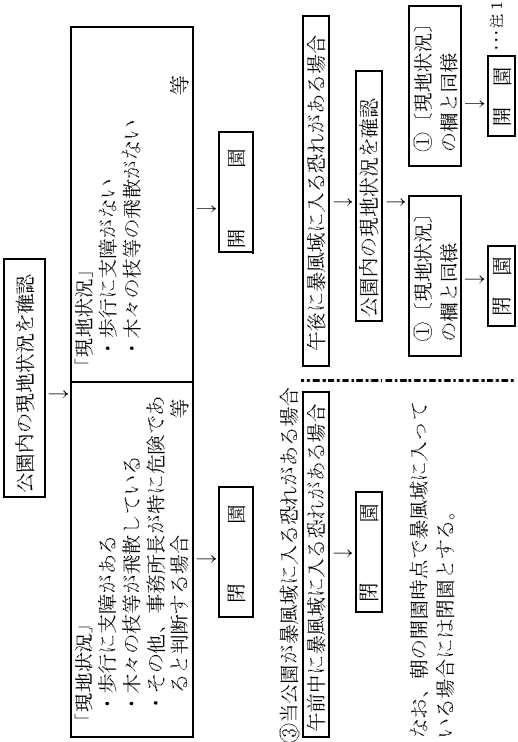 公園内の現地状況を確認
↓
「現地状況」
・歩行に支障がある
・木々の枝等が飛散している
・その他、事務所長が特に危険であ
ると判断する場合　等
↓
閉　園
「現地状況」
・歩行に支障がない
・木々の枝等の飛散がない
等
↓
開　園
③当公園が暴風域に入る恐れがある場合
午前中に暴風域に入る恐れがある場合
↓
閉　園
なお、朝の開園時点で暴風域に入って
いる場合には閉園とする。
午後に暴風域に入る恐れがある場合
↓
公園内の現地状況を確認
↓
①〔現地状況〕
の欄と同様
↓
閉　園
①〔現地状況〕
の欄と同様
↓
開　園　…注１